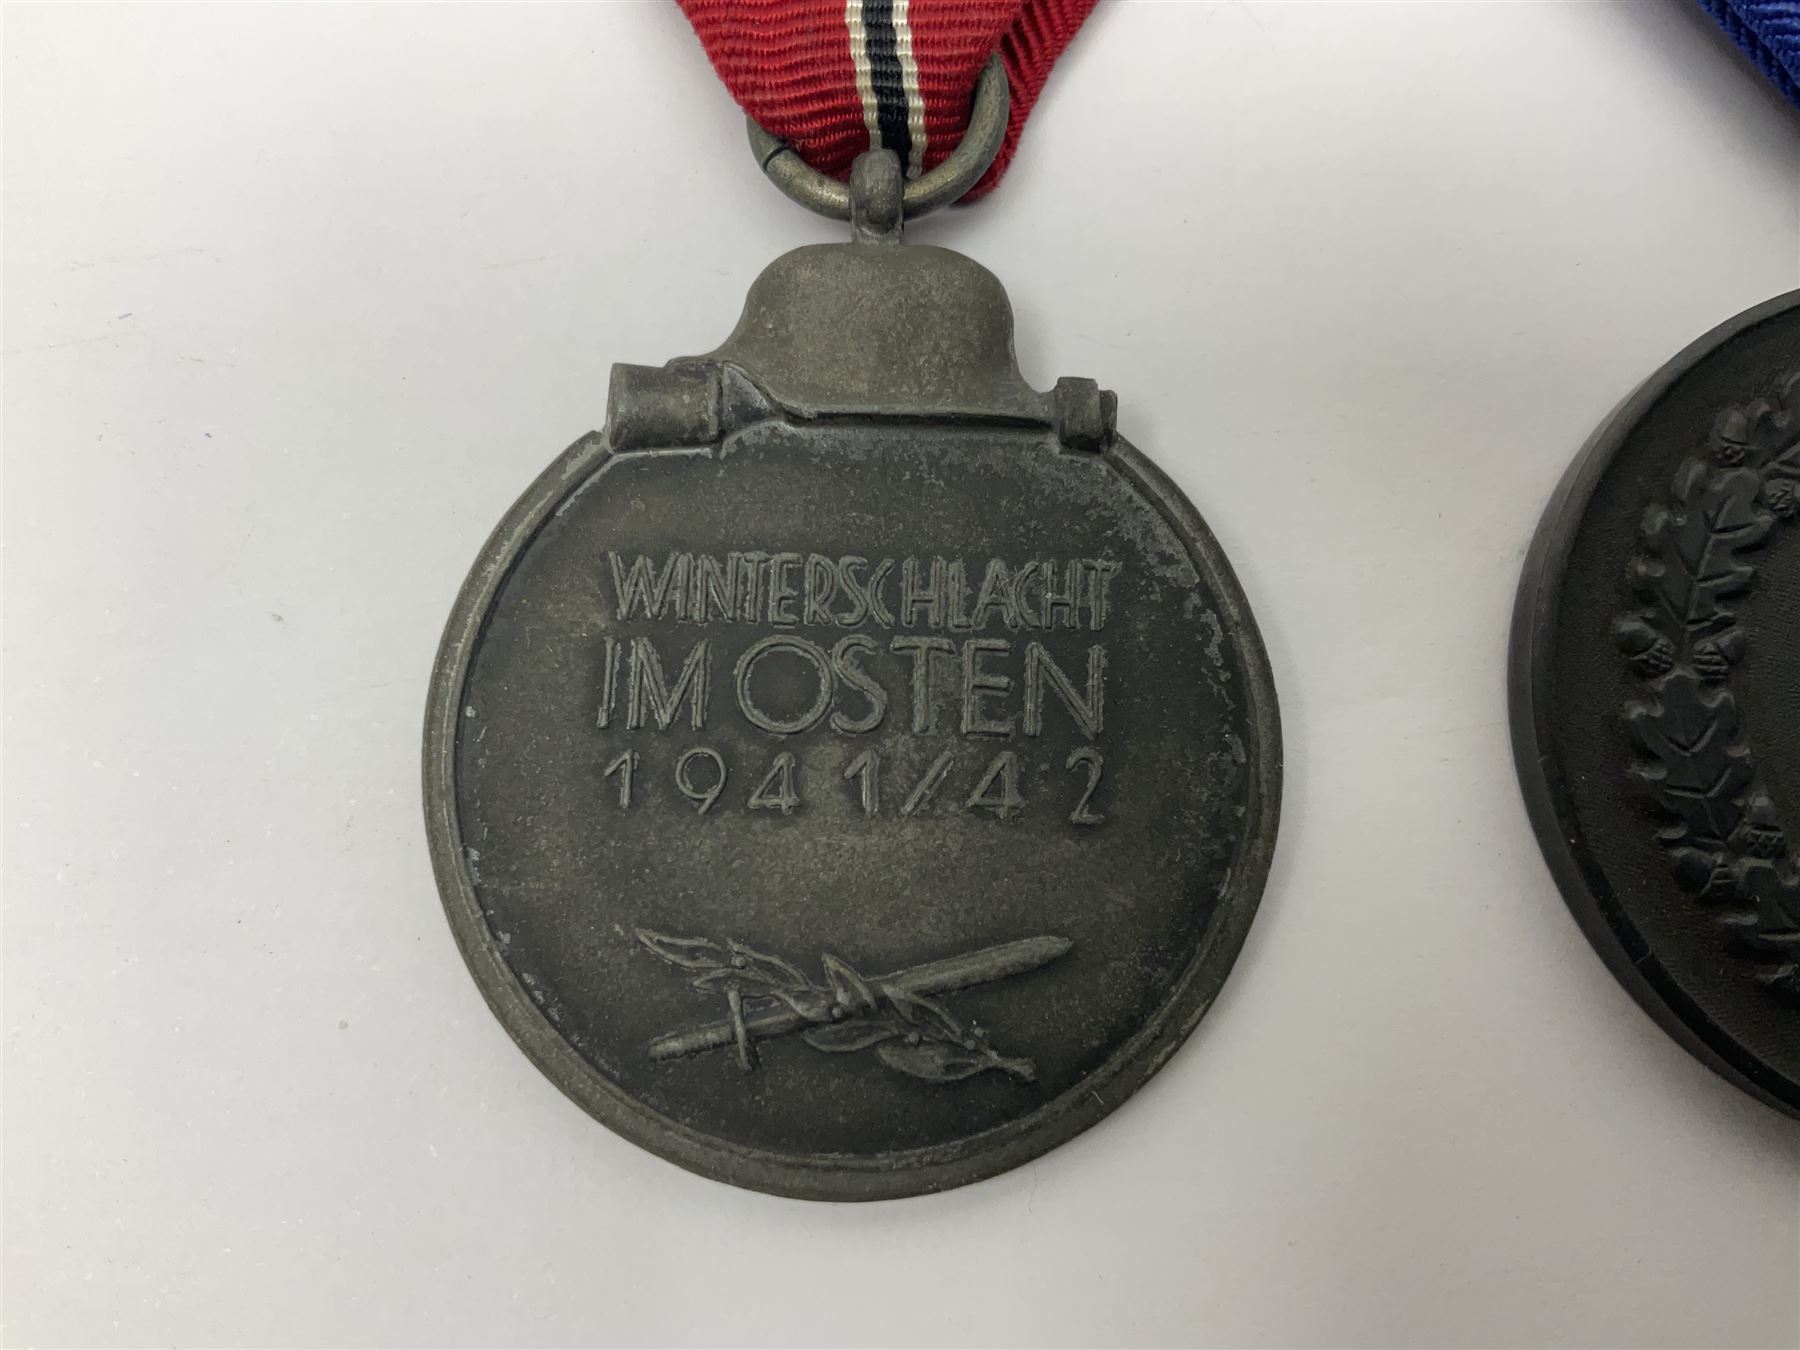 WINTERSCHLACHT
IM OSTEN
1941/42